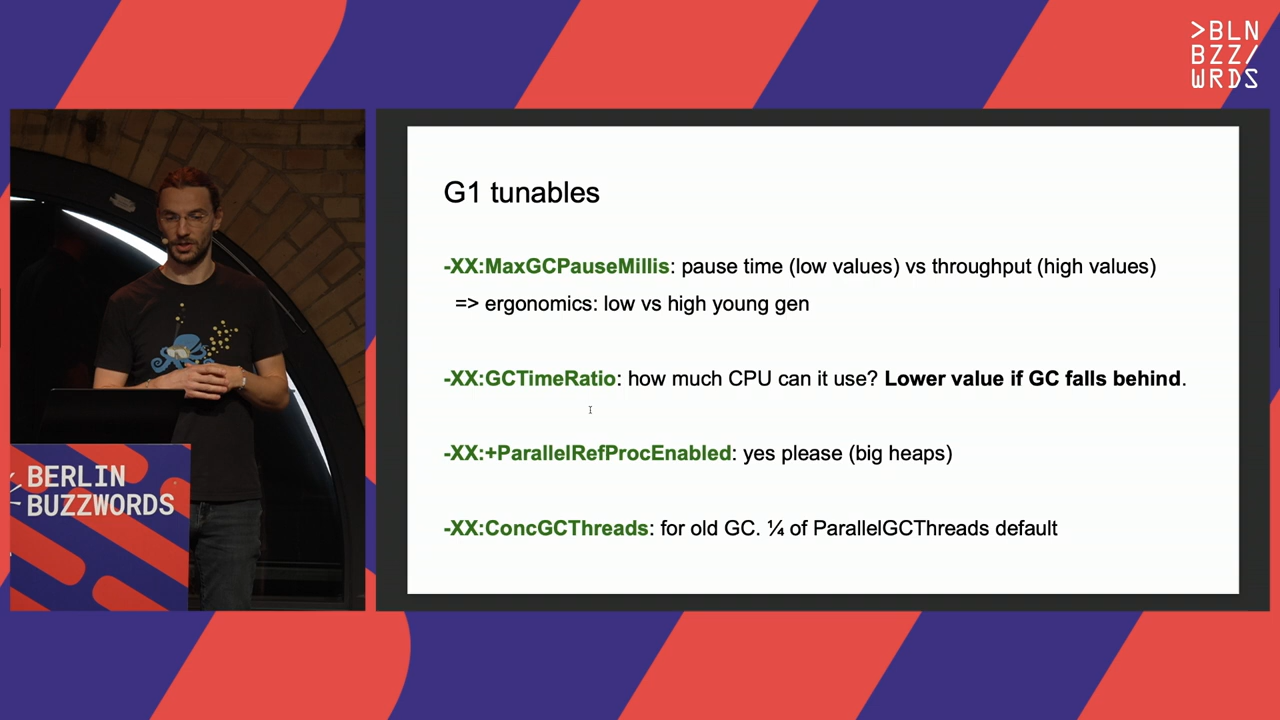 >BLN
BZZ/
WRDS
G1 tunables
-XX:MaxGCPauseMillis: pause time (low values) vs throughput (high values)
=> ergonomics: low vs high young gen
-XX:GCTimeRatio: how much CPU can it use? Lower value if GC falls behind.
-XX:+ParallelRefProcEnabled: yes please (big heaps)
-XX:ConcGCThreads: for old GC. ¼ of ParallelGCThreads default
BERLIN
BUZZWORDS